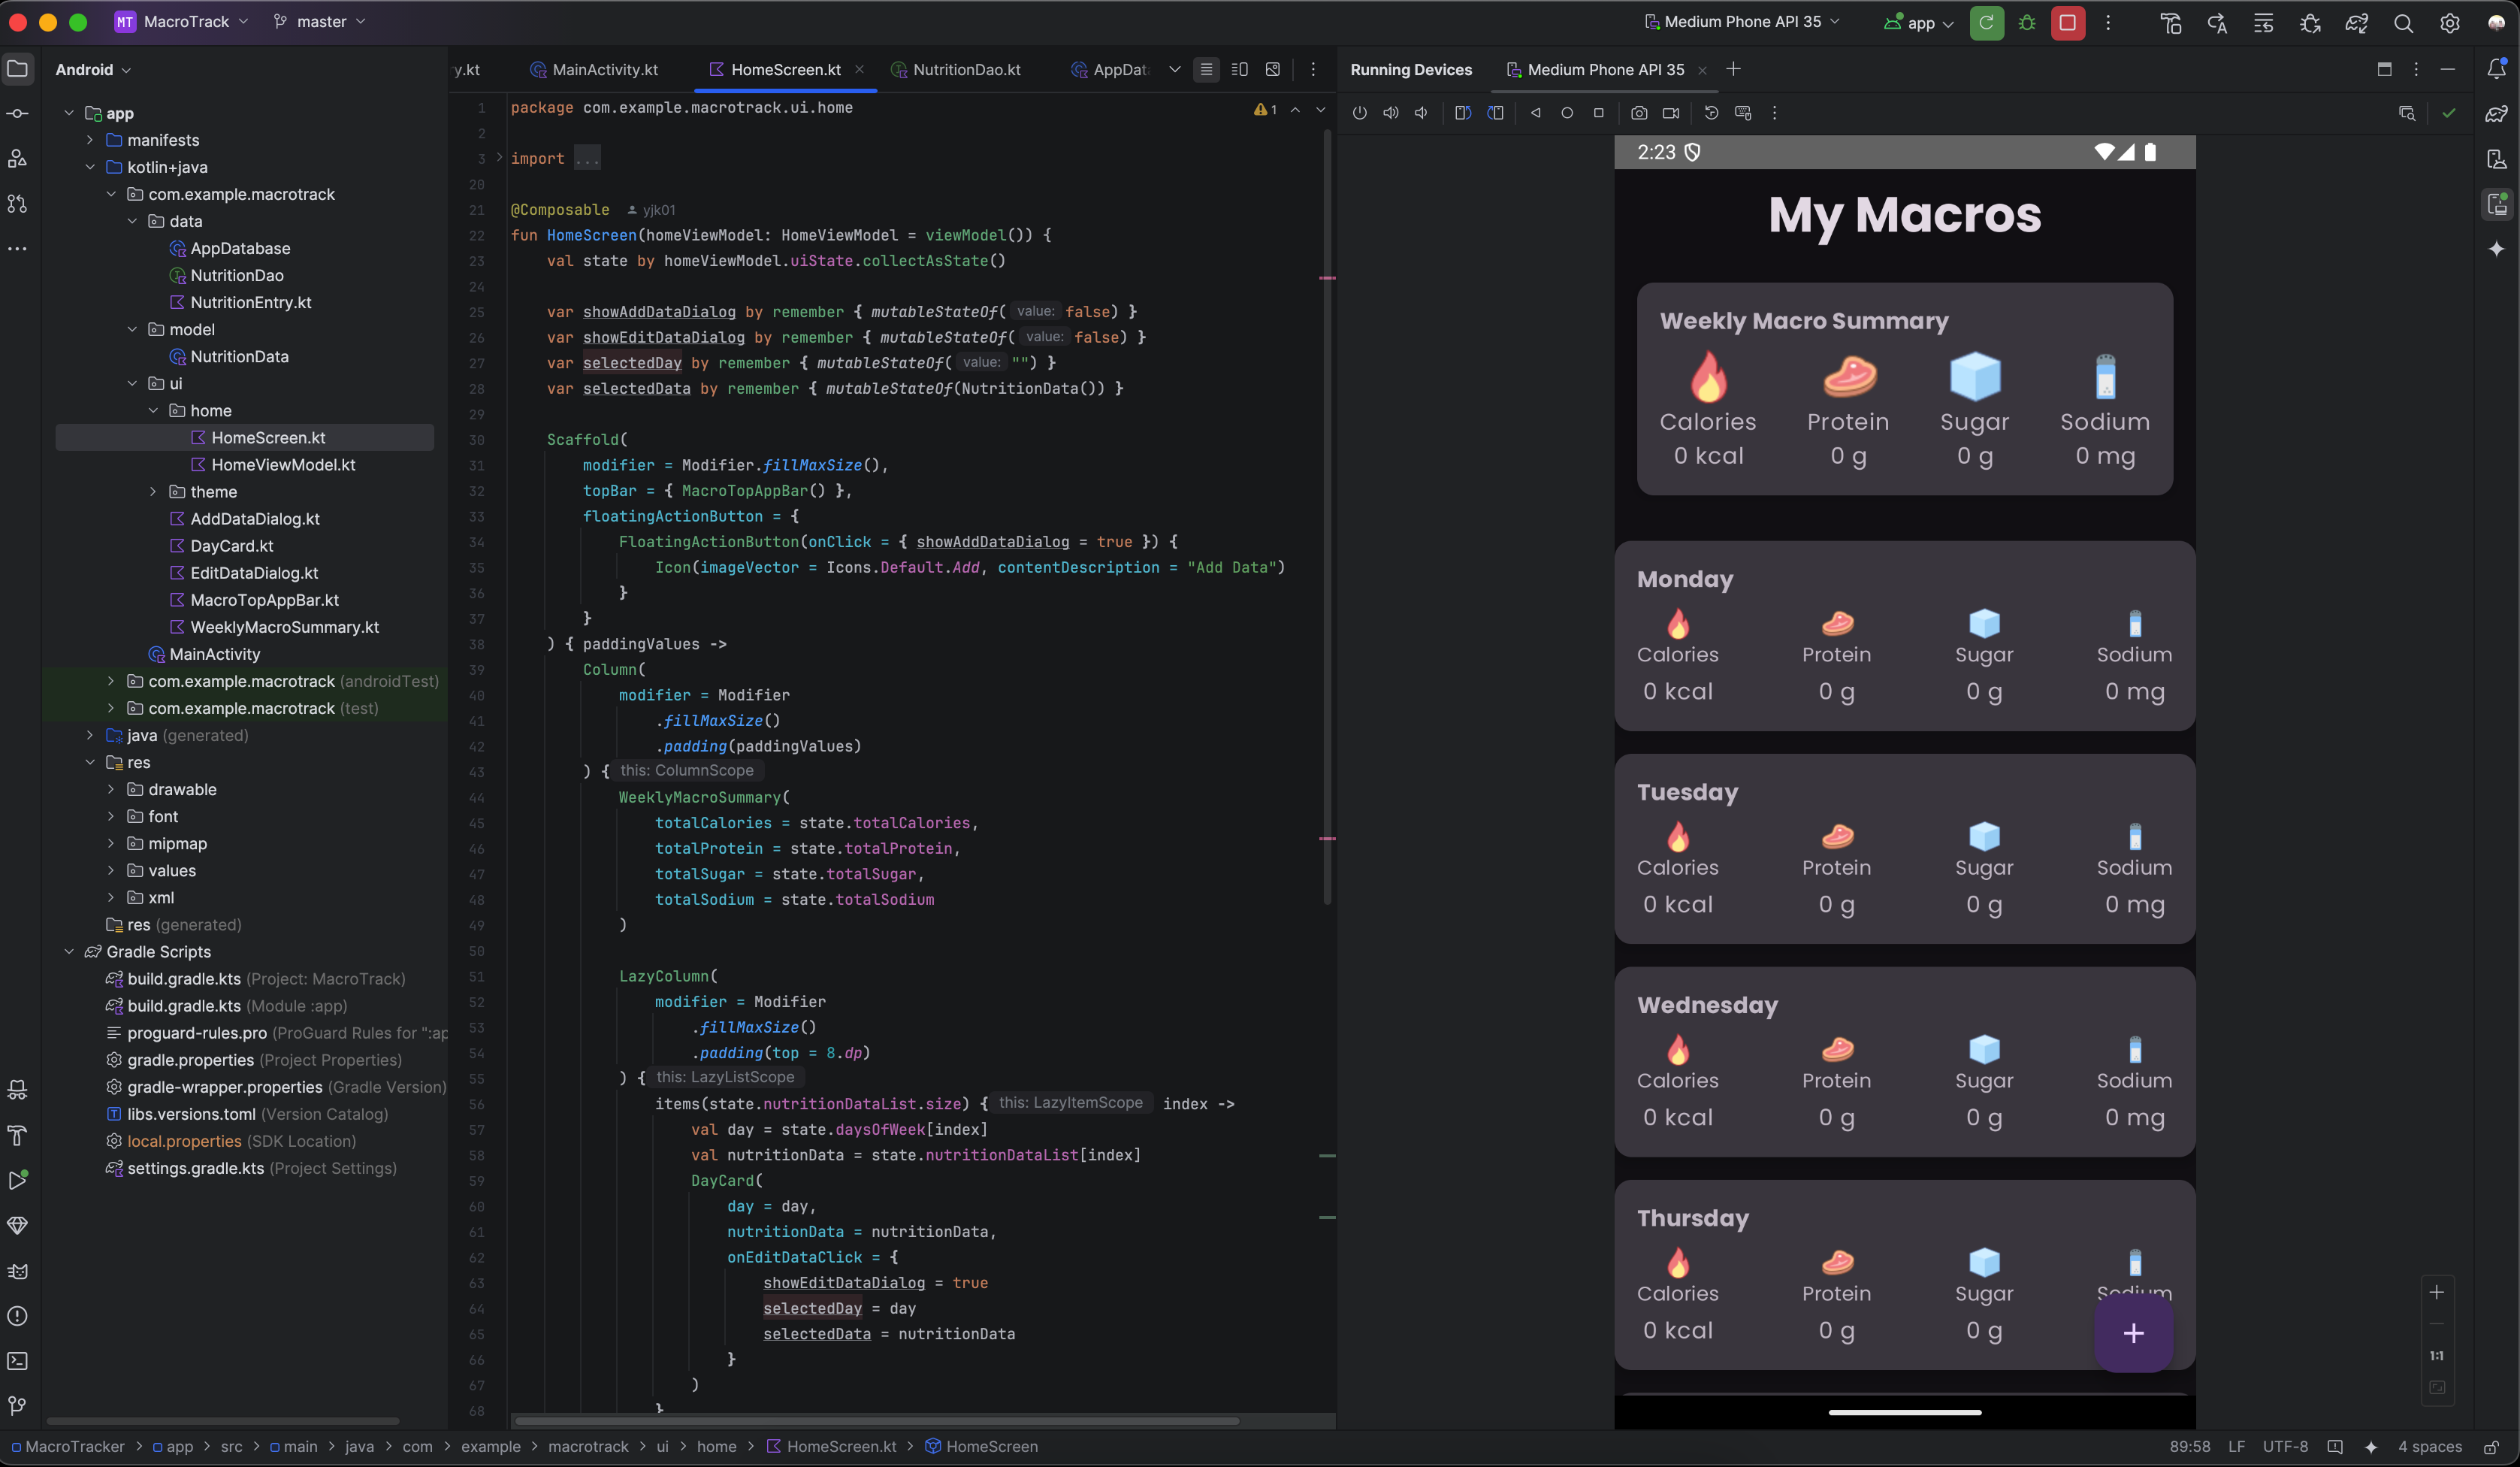 MT MacroTrack master
Medium Phone API 35 app
Android
y.kt MainActivity.kt HomeScreen.kt NutritionDao.kt AppData
Running Devices Medium Phone API 35
app
manifests
kotlin+java
com.example.macrotrack
data
AppDatabase
NutritionDao
NutritionEntry.kt
model
NutritionData
ui
home
HomeScreen.kt
HomeViewModel.kt
theme
AddDataDialog.kt
DayCard.kt
EditDataDialog.kt
MacroTopAppBar.kt
WeeklyMacroSummary.kt
MainActivity
com.example.macrotrack (androidTest)
com.example.macrotrack (test)
java (generated)
res
drawable
font
mipmap
values
xml
res (generated)
Gradle Scripts
build.gradle.kts (Project: MacroTrack)
build.gradle.kts (Module :app)
proguard-rules.pro (ProGuard Rules for ":ap
gradle.properties (Project Properties)
gradle-wrapper.properties (Gradle Version)
libs.versions.toml (Version Catalog)
local.properties (SDK Location)
settings.gradle.kts (Project Settings)
1 package com.example.macrotrack.ui.home
1
2
3 import ...
20
21 @Composable yjk01
22 fun HomeScreen(homeViewModel: HomeViewModel = viewModel()) {
23 val state by homeViewModel.uiState.collectAsState()
24
25 var showAddDataDialog by remember { mutableStateOf( value: false) }
26 var showEditDataDialog by remember { mutableStateOf( value: false) }
27 var selectedDay by remember { mutableStateOf( value: "") }
28 var selectedData by remember { mutableStateOf(NutritionData()) }
29
30 Scaffold(
31 modifier = Modifier.fillMaxSize(),
32 topBar = { MacroTopAppBar() },
33 floatingActionButton = {
34 FloatingActionButton(onClick = { showAddDataDialog = true }) {
35 Icon(imageVector = Icons.Default.Add, contentDescription = "Add Data")
36 }
37 }
38 ) { paddingValues ->
39 Column(
40 modifier = Modifier
41 .fillMaxSize()
42 .padding(paddingValues)
43 ) { this: ColumnScope
44 WeeklyMacroSummary(
45 totalCalories = state.totalCalories,
46 totalProtein = state.totalProtein,
47 totalSugar = state.totalSugar,
48 totalSodium = state.totalSodium
49 )
50
51 LazyColumn(
52 modifier = Modifier
53 .fillMaxSize()
54 .padding(top = 8.dp)
55 ) { this: LazyListScope
56 items(state.nutritionDataList.size) { this: LazyItemScope index ->
57 val day = state.daysOfWeek[index]
58 val nutritionData = state.nutritionDataList[index]
59 DayCard(
60 day = day,
61 nutritionData = nutritionData,
62 onEditDataClick = {
63 showEditDataDialog = true
64 selectedDay = day
65 selectedData = nutritionData
66 }
67 )
68 }
2:23
My Macros
Weekly Macro Summary
Calories Protein Sugar Sodium
0 kcal 0 g 0 g 0 mg
Monday
Calories Protein Sugar Sodium
0 kcal 0 g 0 g 0 mg
Tuesday
Calories Protein Sugar Sodium
0 kcal 0 g 0 g 0 mg
Wednesday
Calories Protein Sugar Sodium
0 kcal 0 g 0 g 0 mg
Thursday
Calories Protein Sugar Sodium
0 kcal 0 g 0 g
+
1:1
MacroTracker > app > src > main > java > com > example > macrotrack > ui > home > HomeScreen.kt > HomeScreen
89:58 LF UTF-8 4 spaces